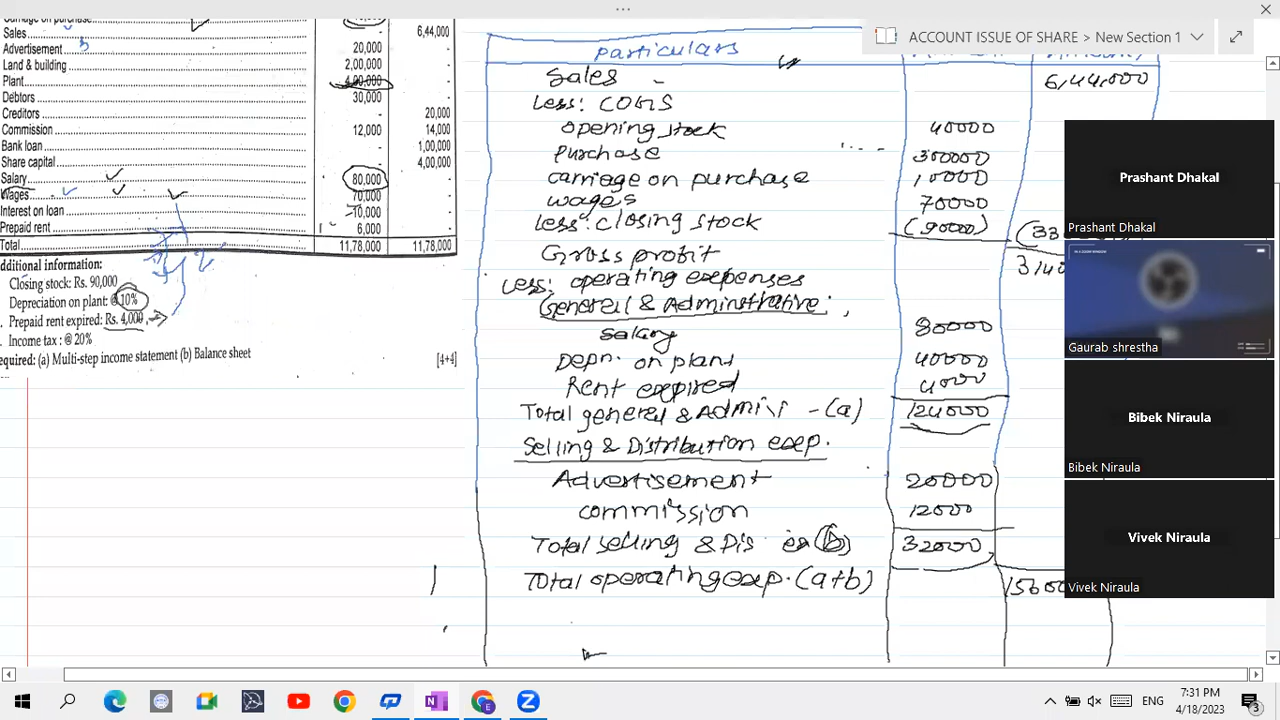 ACCOUNT ISSUE OF SHARE > New Section 1
Sales 6,44,000
Advertisement 20,000
Land & building 2,00,000
Plant 4,00,000
Debtors 30,000
Creditors 20,000
Commission 12,000 14,000
Bank loan 1,00,000
Share capital 4,00,000
Salary 80,000
Wages 70,000
Interest on loan 10,000
Prepaid rent 6,000
Total 11,78,000 11,78,000
dditional information:
Closing stock: Rs. 90,000
Depreciation on plant: @ 10%
Prepaid rent expired: Rs. 4,000
Income tax : @ 20%
equired: (a) Multi-step income statement (b) Balance sheet [4+4]
particulars
Sales 6,44,000
Less: COGS
opening stock 40000
Purchase 300000
carriage on purchase 10000
wages 70000
Less: closing stock (90000) (33
Gross profit 3140
Less: operating expenses
General & Adminstrative:
salary 80000
Depn. on plant 40000
Rent expired 4000
Total general & Admi - (a) 124000
Selling & Distribution exp.
Advertisement 20000
commission 12000
Total selling & Dis ex (b) 32000
Total operating exp. (a+b) 15600
Prashant Dhakal
Prashant Dhakal
Gaurab shrestha
Bibek Niraula
Bibek Niraula
Vivek Niraula
Vivek Niraula
ENG
7:31 PM
4/18/2023
3